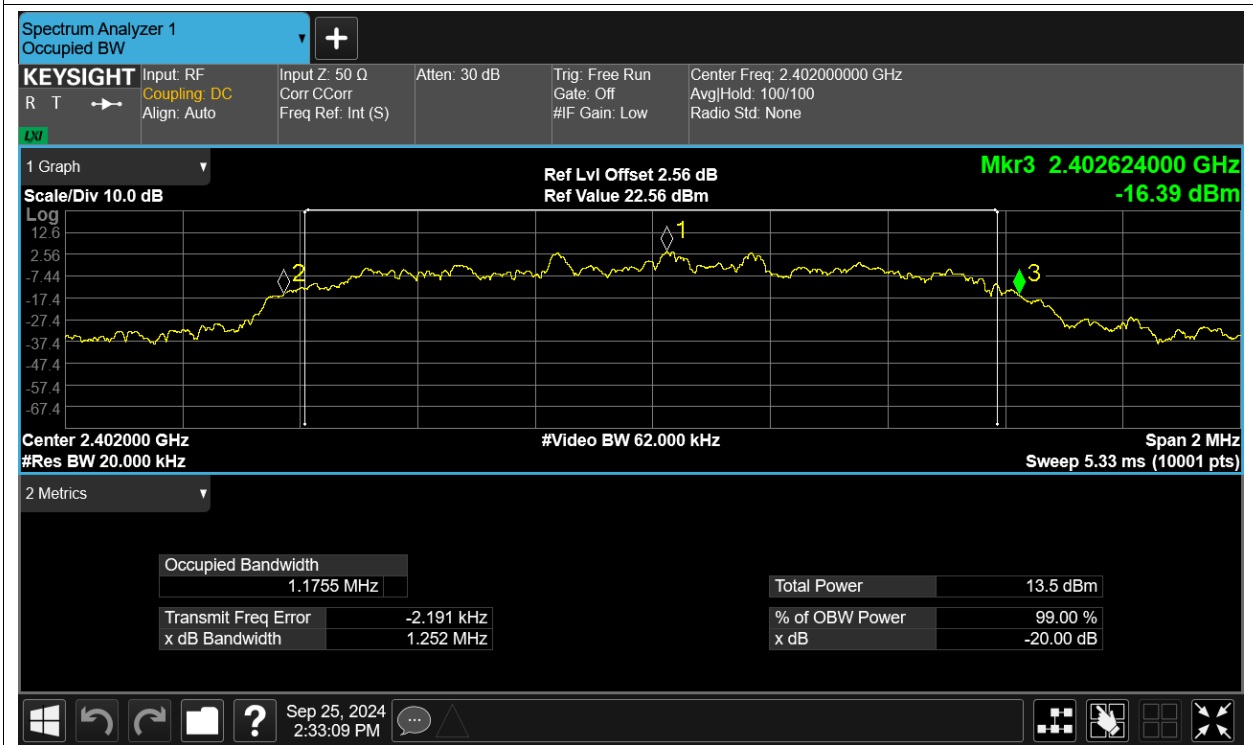 Spectrum Analyzer 1
Occupied BW
KEYSIGHT
R T
LXI
Input: RF
Coupling: DC
Align: Auto
Input Z: 50 Ω
Corr CCorr
Freq Ref: Int (S)
Atten: 30 dB
Trig: Free Run
Gate: Off
#IF Gain: Low
Center Freq: 2.402000000 GHz
Avg|Hold: 100/100
Radio Std: None
1 Graph
Scale/Div 10.0 dB
Ref Lvl Offset 2.56 dB
Ref Value 22.56 dBm
Mkr3 2.402624000 GHz
-16.39 dBm
Log
12.6
2.56
-7.44
-17.4
-27.4
-37.4
-47.4
-57.4
-67.4
1
2
3
Center 2.402000 GHz
#Res BW 20.000 kHz
#Video BW 62.000 kHz
Span 2 MHz
Sweep 5.33 ms (10001 pts)
2 Metrics
Occupied Bandwidth
1.1755 MHz
Transmit Freq Error -2.191 kHz
x dB Bandwidth 1.252 MHz
Total Power 13.5 dBm
% of OBW Power 99.00 %
x dB -20.00 dB
?
Sep 25, 2024
2:33:09 PM